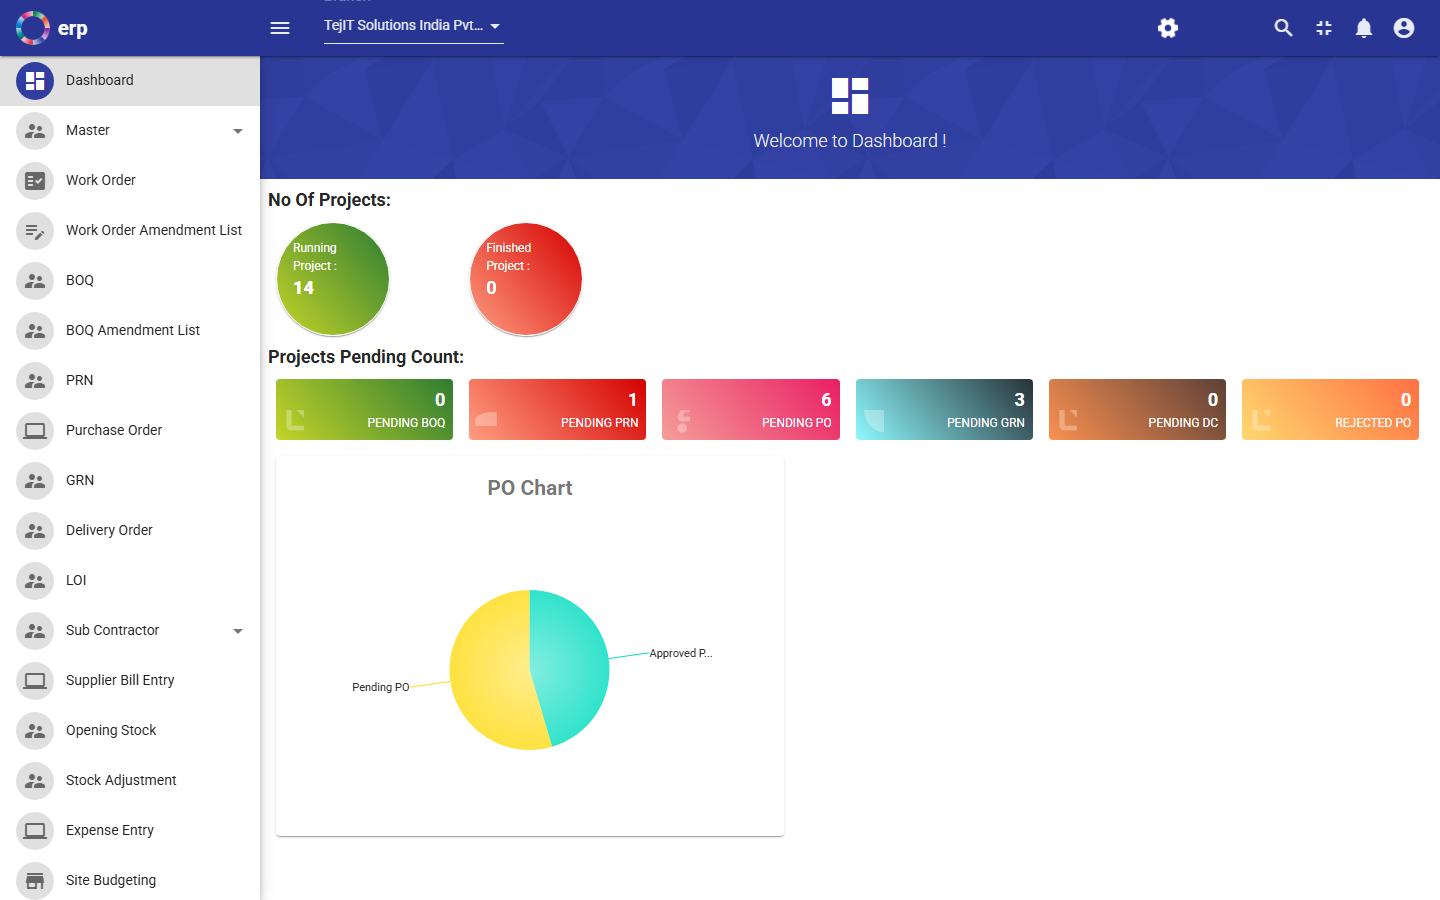 erp
TejIT Solutions India Pvt...
Dashboard
Master
Work Order
Work Order Amendment List
BOQ
BOQ Amendment List
PRN
Purchase Order
GRN
Delivery Order
LOI
Sub Contractor
Supplier Bill Entry
Opening Stock
Stock Adjustment
Expense Entry
Site Budgeting
Welcome to Dashboard !
No Of Projects:
Running
Project :
14
Finished
Project :
0
Projects Pending Count:
0
PENDING BOQ
1
PENDING PRN
6
PENDING PO
3
PENDING GRN
0
PENDING DC
0
REJECTED PO
PO Chart
Approved P...
Pending PO